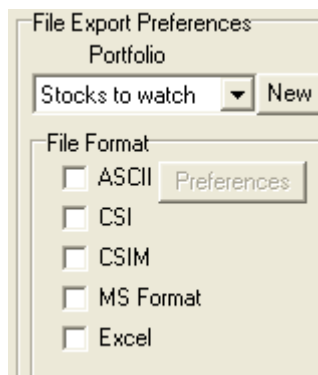 File Export Preferences
Portfolio
Stocks to watch New
File Format
ASCII Preferences
CSI
CSIM
MS Format
Excel